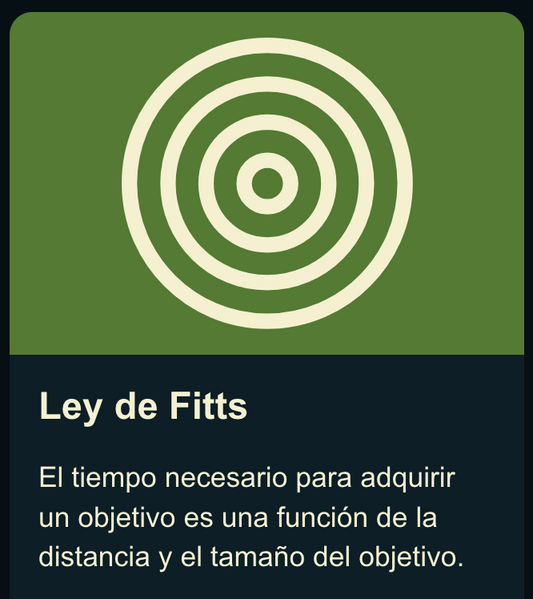 Ley de Fitts
El tiempo necesario para adquirir
un objetivo es una función de la
distancia y el tamaño del objetivo.